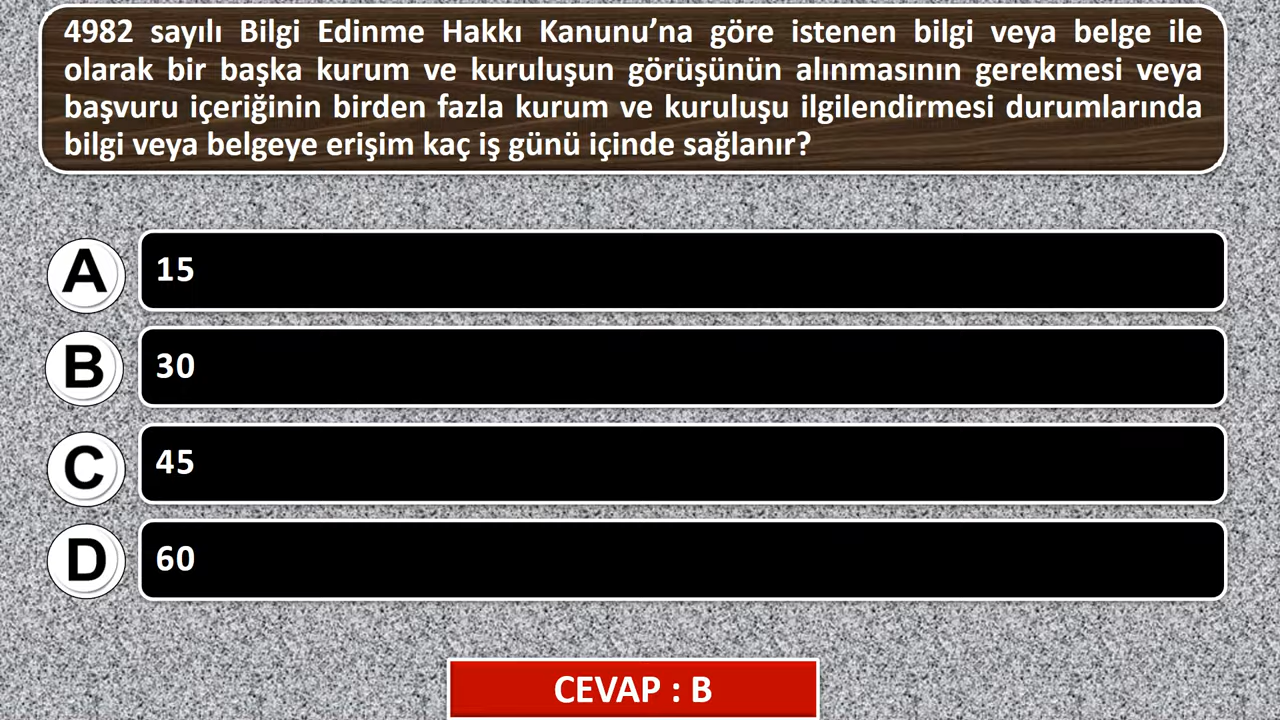 4982 sayılı Bilgi Edinme Hakkı Kanunu’na göre istenen bilgi veya belge ile
olarak bir başka kurum ve kuruluşun görüşünün alınmasının gerekmesi veya
başvuru içeriğinin birden fazla kurum ve kuruluşu ilgilendirmesi durumlarında
bilgi veya belgeye erişim kaç iş günü içinde sağlanır?
A 15
B 30
C 45
D 60
CEVAP : B